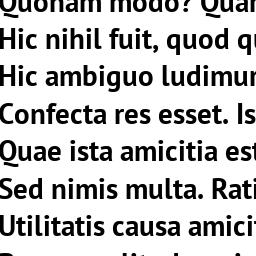 Quonam modo? Quar
Hic nihil fuit, quod qu
Hic ambiguo ludimur
Confecta res esset. Is
Quae ista amicitia est
Sed nimis multa. Rati
Utilitatis causa amicit